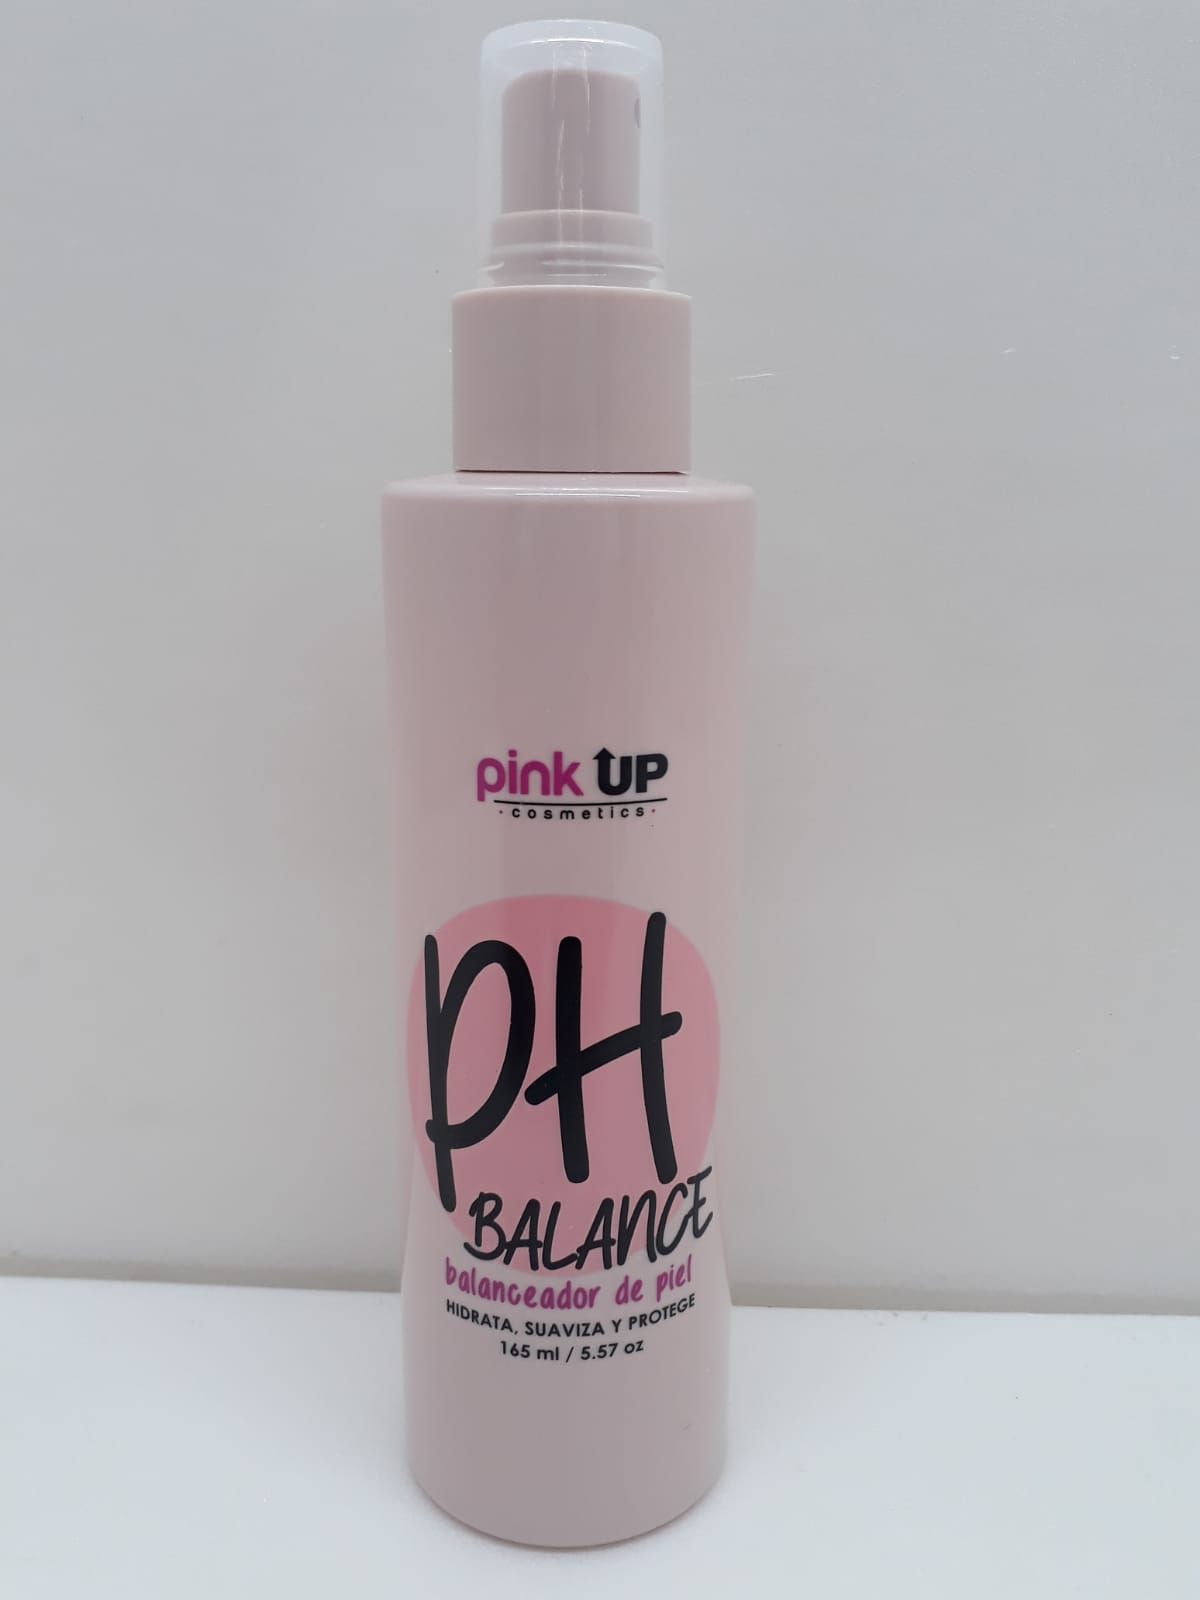 pink UP
· cosmetics ·
PH
BALANCE
balanceador de piel
HIDRATA, SUAVIZA Y PROTEGE
165 ml / 5.57 oz